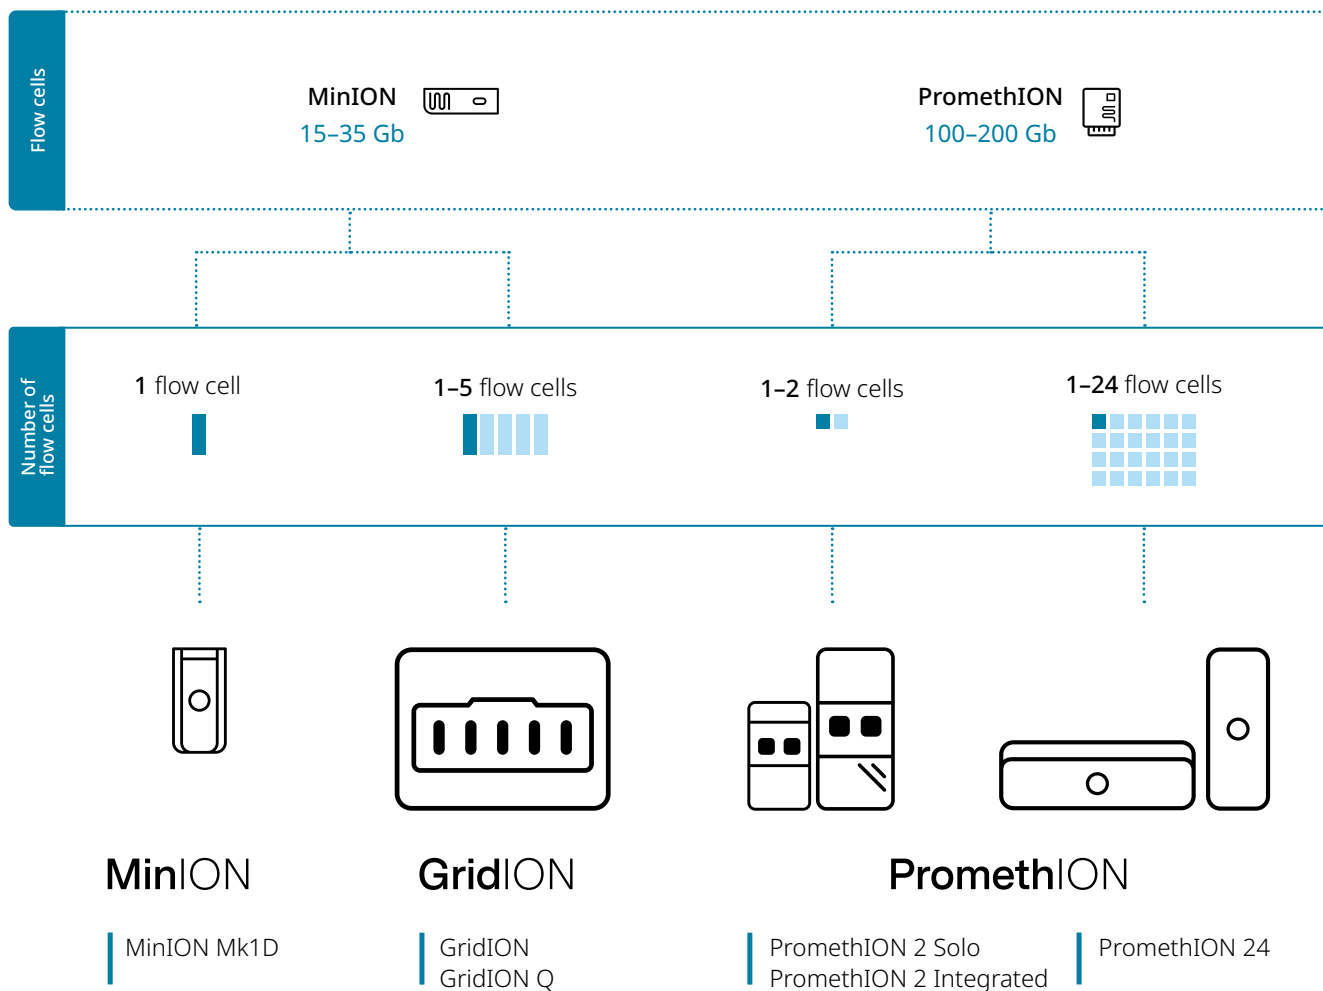 Flow cells
MinION
15–35 Gb
PromethION
100–200 Gb
Number of
flow cells
1 flow cell
1–5 flow cells
1–2 flow cells
1–24 flow cells
MinION
GridION
PromethION
MinION Mk1D
GridION
GridION Q
PromethION 2 Solo
PromethION 2 Integrated
PromethION 24